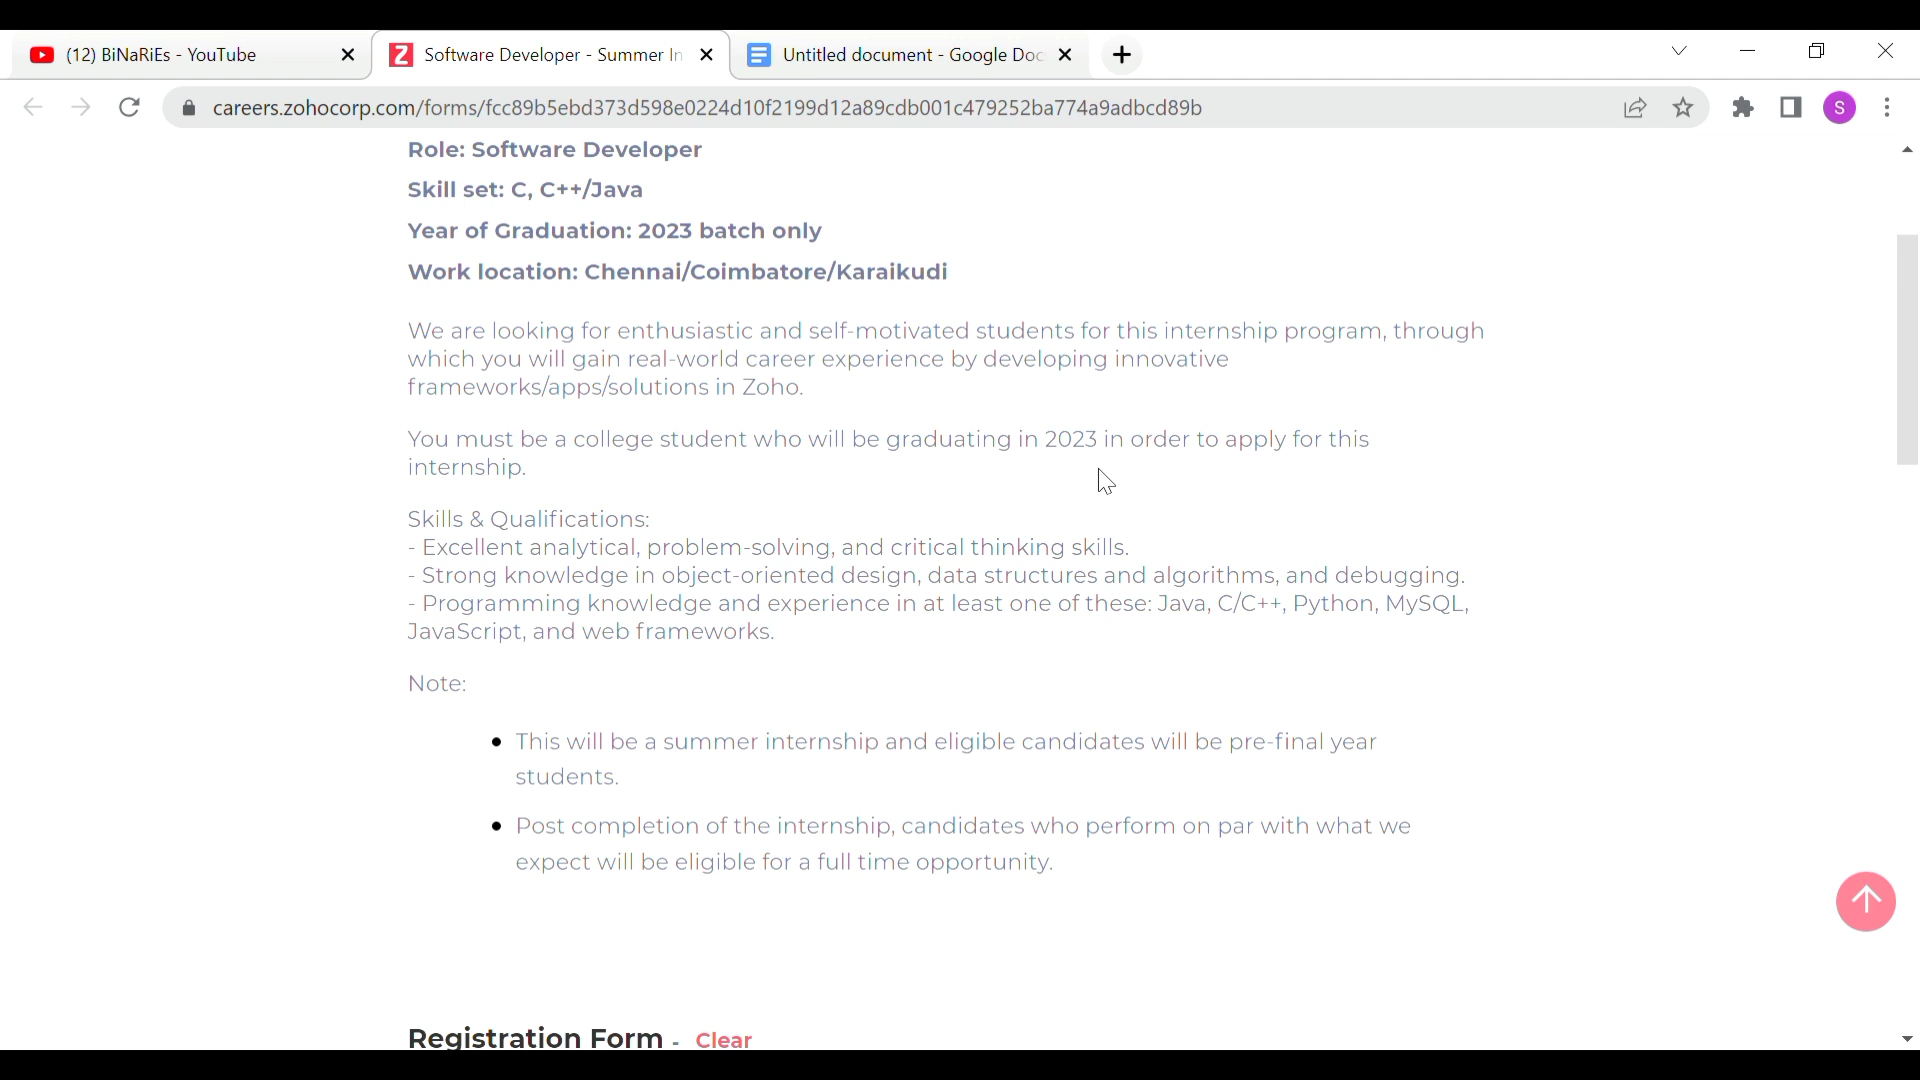 (12) BiNaRiEs - YouTube
Software Developer - Summer In
Untitled document - Google Doc
careers.zohocorp.com/forms/fcc89b5ebd373d598e0224d10f2199d12a89cdb001c479252ba774a9adbcd89b
S
Role: Software Developer
Skill set: C, C++/Java
Year of Graduation: 2023 batch only
Work location: Chennai/Coimbatore/Karaikudi
We are looking for enthusiastic and self-motivated students for this internship program, through
which you will gain real-world career experience by developing innovative
frameworks/apps/solutions in Zoho.
You must be a college student who will be graduating in 2023 in order to apply for this
internship.
Skills & Qualifications:
- Excellent analytical, problem-solving, and critical thinking skills.
- Strong knowledge in object-oriented design, data structures and algorithms, and debugging.
- Programming knowledge and experience in at least one of these: Java, C/C++, Python, MySQL,
JavaScript, and web frameworks.
Note:
• This will be a summer internship and eligible candidates will be pre-final year
students.
• Post completion of the internship, candidates who perform on par with what we
expect will be eligible for a full time opportunity.
Registration Form - Clear